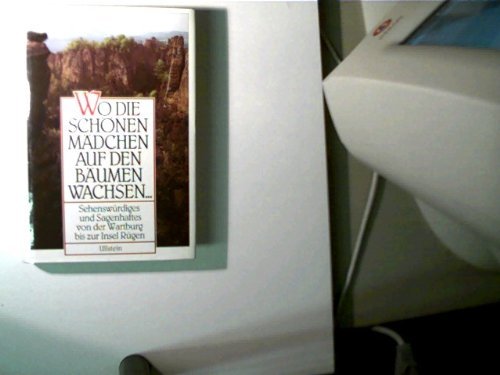 WO DIE
SCHÖNEN
MÄDCHEN
AUF DEN
BÄUMEN
WACHSEN...
Sehenswürdiges
und Sagenhaftes
von der Wartburg
bis zur Insel Rügen
Ullstein